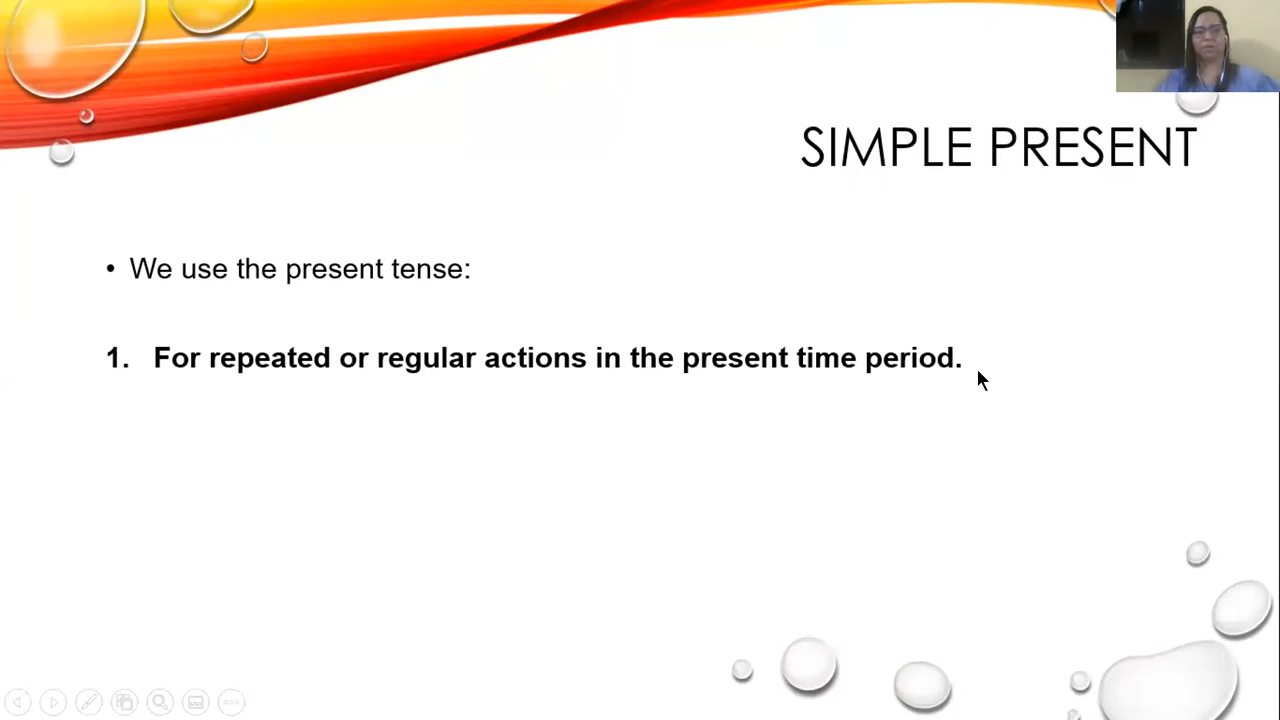 SIMPLE PRESENT
• We use the present tense:
1. For repeated or regular actions in the present time period.